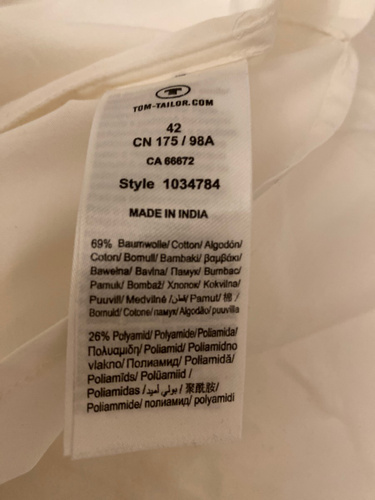 T
TOM-TAILOR.COM
42
CN 175 / 98A
CA 66672
Style 1034784
MADE IN INDIA
69% Baumwolle/ Cotton/ Algodón/
Coton/ Bomull/ Bambaki/ βαμβάκι/
Bawełna/ Bavlna/ Памук/ Bumbac/
Pamuk/ Bombaž/ Хлопок/ Kokvilna/
Puuvill/ Medvilnė /قطن/ Pamut/ 棉 /
Bomuld/ Cotone/ памук/ Algodão/ puuvilla
26% Polyamid/ Polyamide/ Poliamida/
Πολυαμίδη/ Poliamid/ Poliamidno
vlakno/ Полиамид/ Poliamidă/
Poliamīds/ Polüamiid /
Poliamidas /بولي أميد / 聚酰胺/
Poliammide/ полиамид/ polyamidi